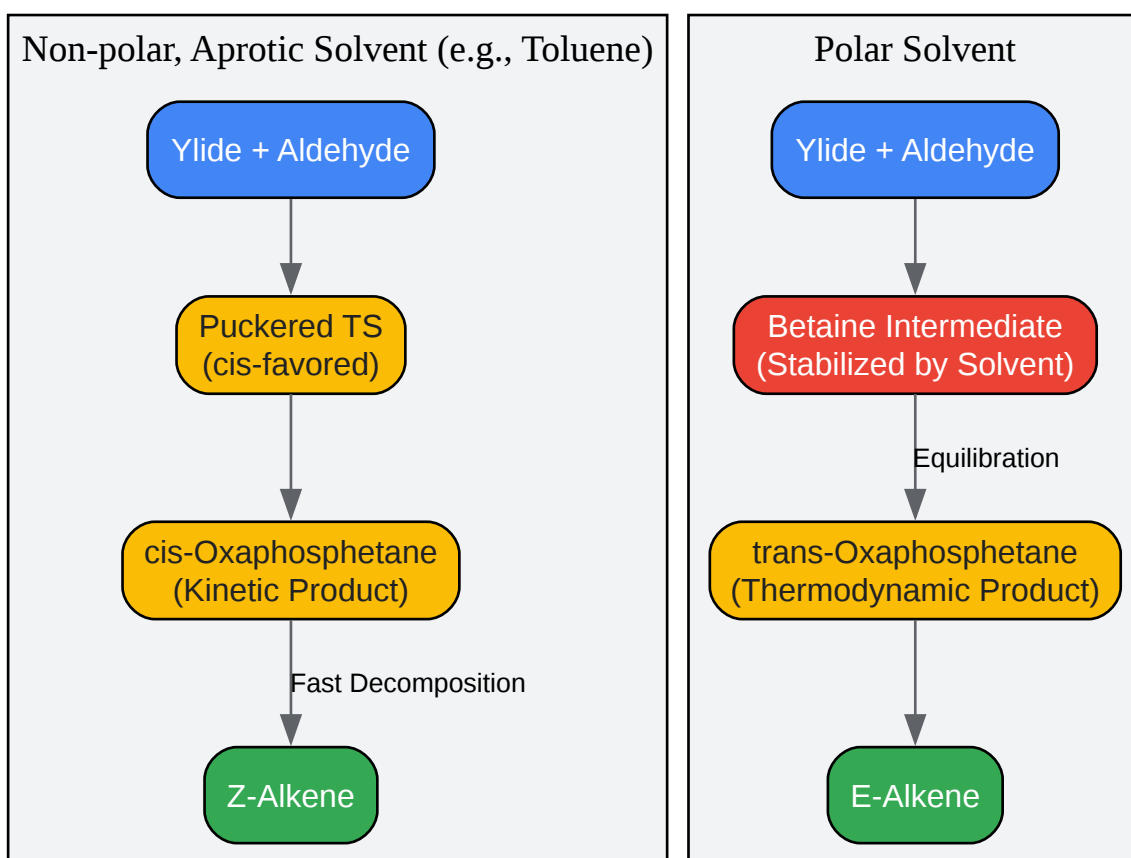 Non-polar, Aprotic Solvent (e.g., Toluene)
Ylide + Aldehyde
Puckered TS
(cis-favored)
cis-Oxaphosphetane
(Kinetic Product)
Fast Decomposition
Z-Alkene
Polar Solvent
Ylide + Aldehyde
Betaine Intermediate
(Stabilized by Solvent)
Equilibration
trans-Oxaphosphetane
(Thermodynamic Product)
E-Alkene